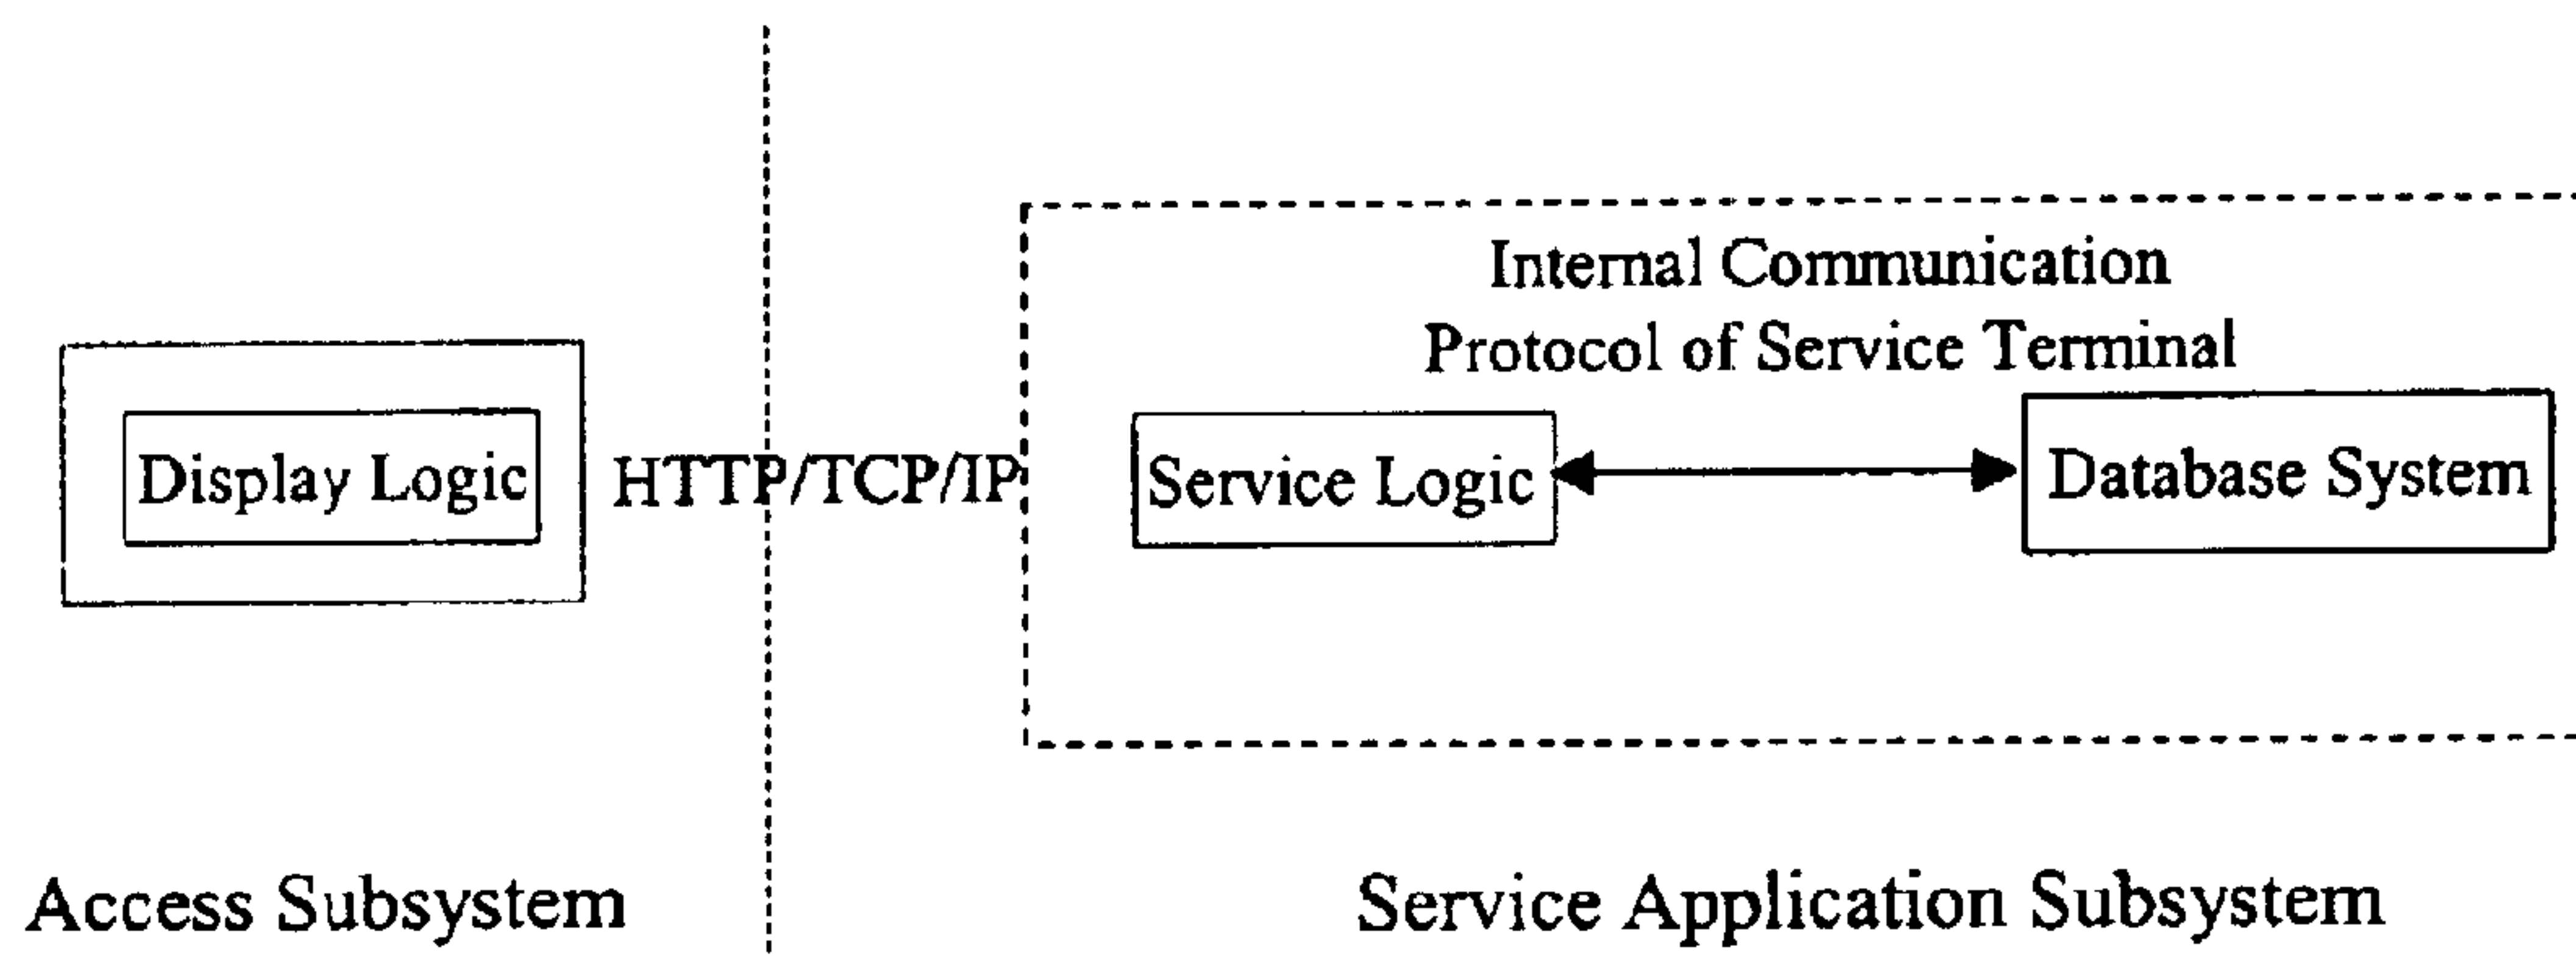 Internal Communication
Protocol of Service Terminal
Display Logic
HTTP/TCP/IP
Service Logic
Database System
Access Subsystem
Service Application Subsystem